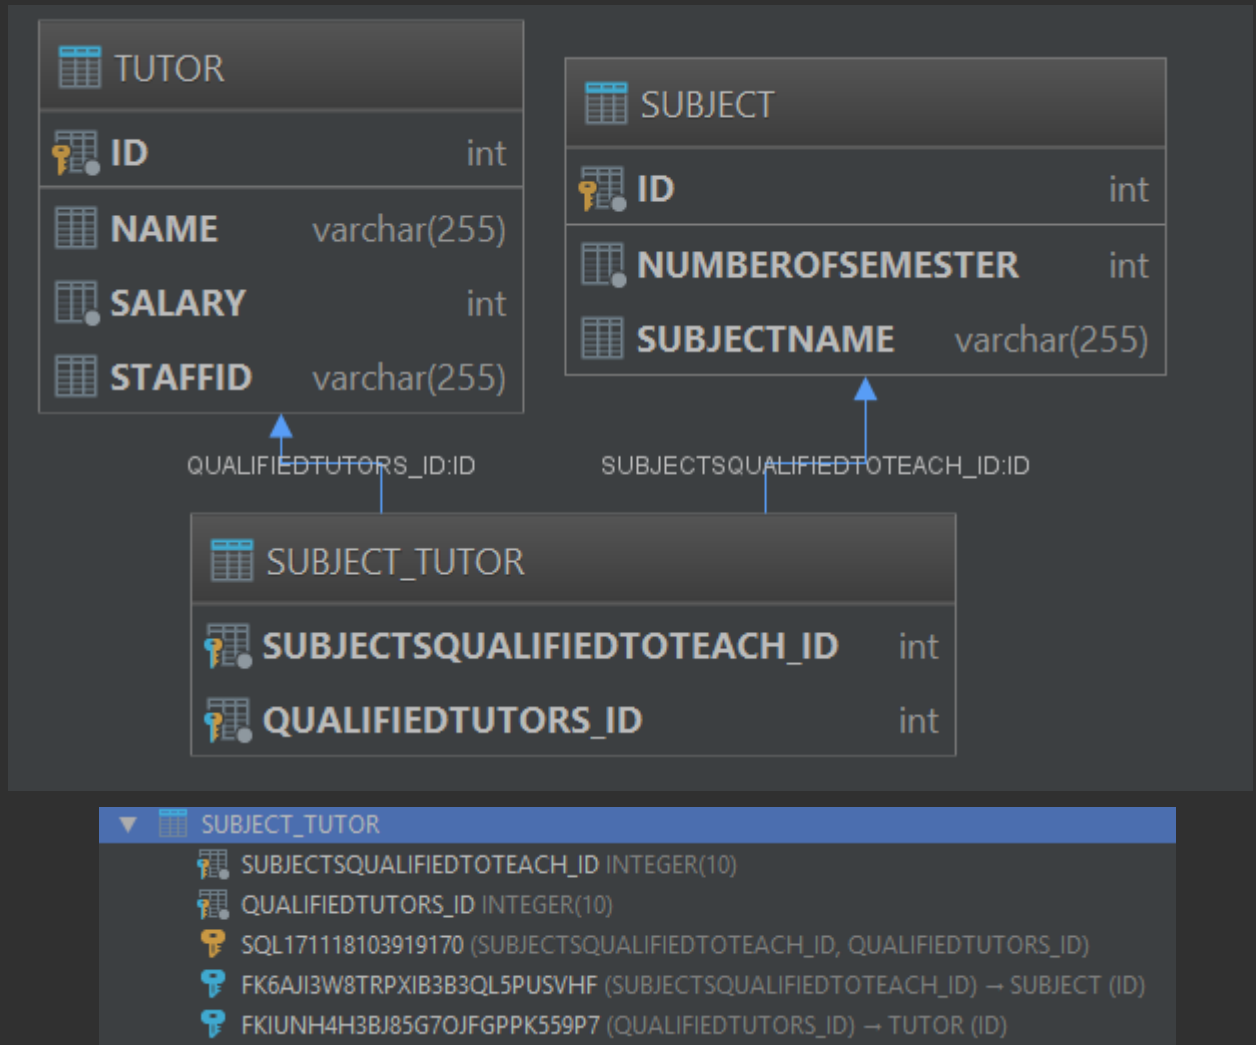 TUTOR
ID int
NAME varchar(255)
SALARY int
STAFFID varchar(255)
SUBJECT
ID int
NUMBEROFSEMESTER int
SUBJECTNAME varchar(255)
QUALIFIEDTUTORS_ID:ID
SUBJECTSQUALIFIEDTOTEACH_ID:ID
SUBJECT_TUTOR
SUBJECTSQUALIFIEDTOTEACH_ID int
QUALIFIEDTUTORS_ID int
SUBJECT_TUTOR
SUBJECTSQUALIFIEDTOTEACH_ID INTEGER(10)
QUALIFIEDTUTORS_ID INTEGER(10)
SQL171118103919170 (SUBJECTSQUALIFIEDTOTEACH_ID, QUALIFIEDTUTORS_ID)
FK6AJI3W8TRPXIB3B3QL5PUSVHF (SUBJECTSQUALIFIEDTOTEACH_ID) → SUBJECT (ID)
FKIUNH4H3BJ85G7OJFGPPK559P7 (QUALIFIEDTUTORS_ID) → TUTOR (ID)